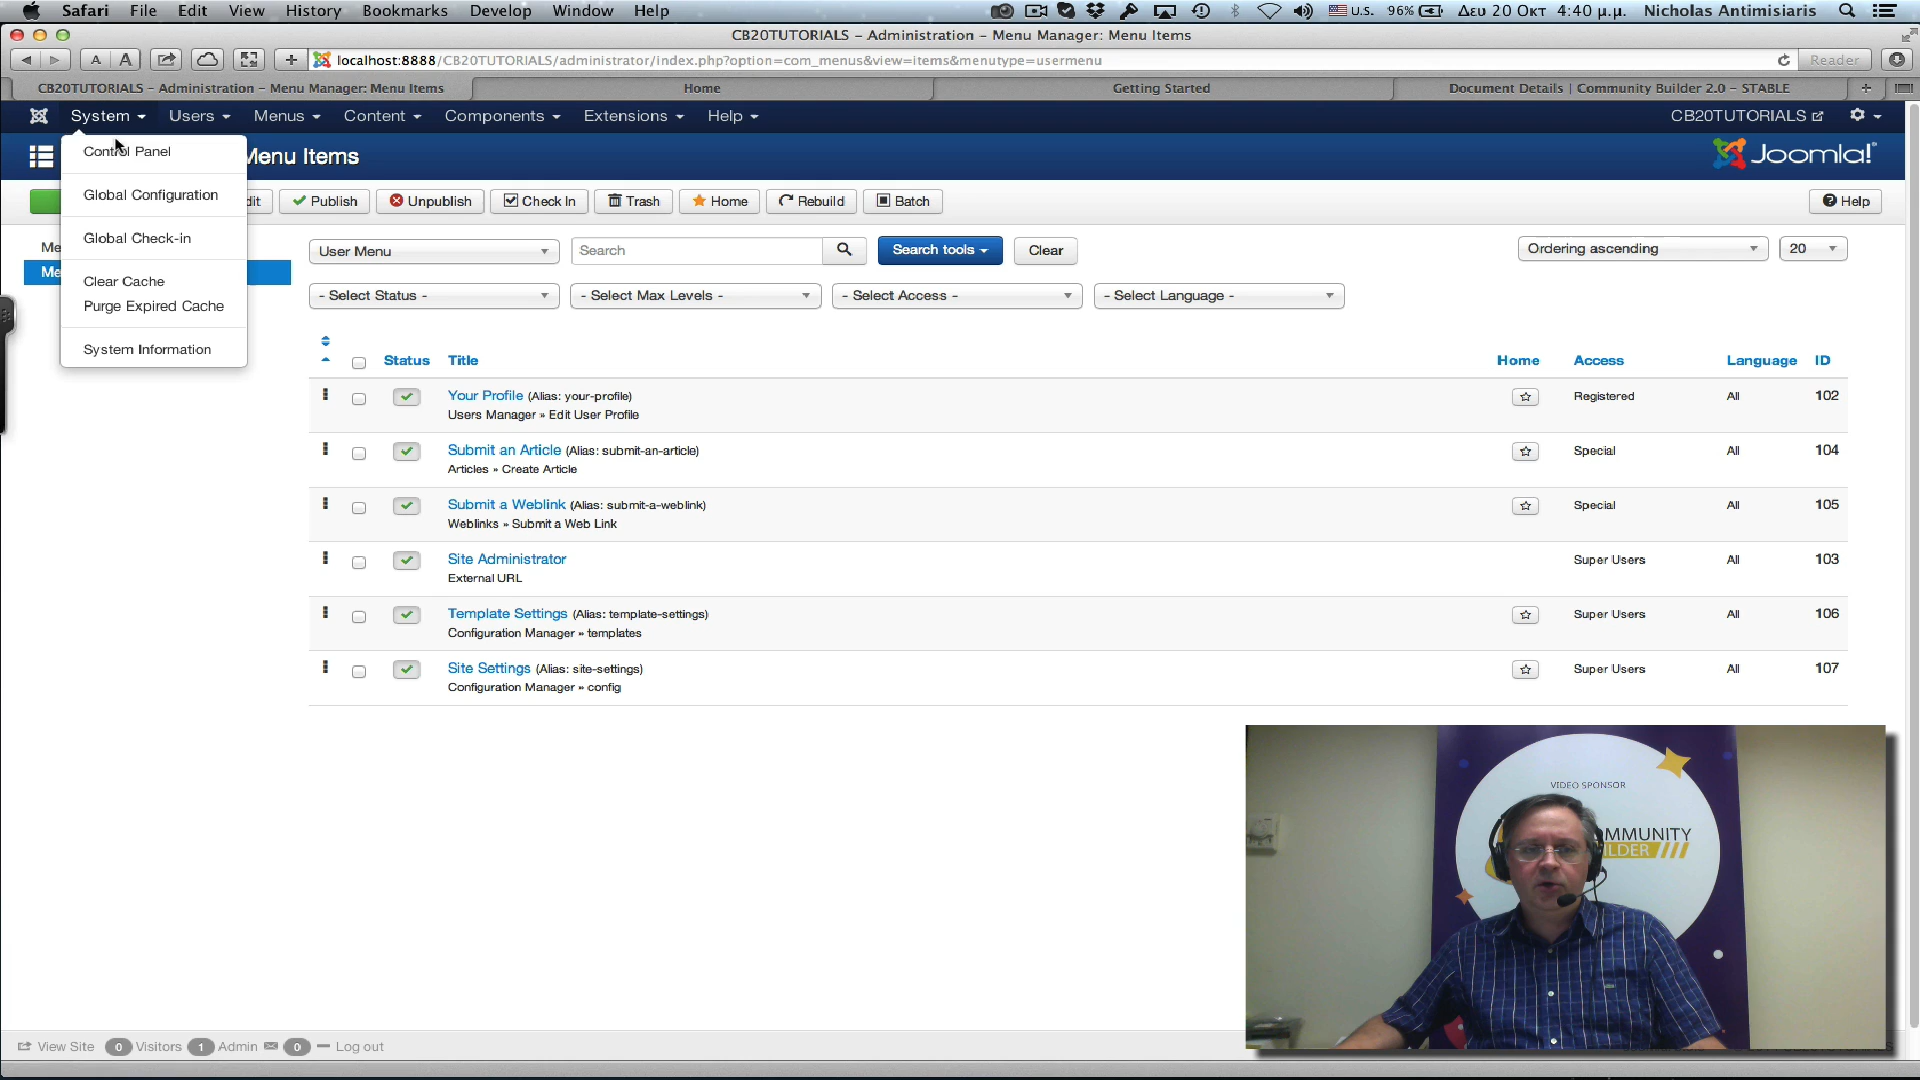 Safari File Edit View History Bookmarks Develop Window Help U.S. 96% Δευ 20 Οκτ 4:40 μ.μ. Nicholas Antimisiaris
CB20TUTORIALS – Administration – Menu Manager: Menu Items
A A + localhost:8888/CB20TUTORIALS/administrator/index.php?option=com_menus&view=items&menutype=usermenu Reader
CB20TUTORIALS – Administration – Menu Manager: Menu Items Home Getting Started Document Details | Community Builder 2.0 – STABLE +
System Users Menus Content Components Extensions Help CB20TUTORIALS
Control Panel
Menu Items Joomla!
Global Configuration
Publish Unpublish Check In Trash Home Rebuild Batch Help
Global Check-in
User Menu Search Search tools Clear Ordering ascending 20
Me
Me
Clear Cache
Purge Expired Cache
- Select Status - - Select Max Levels - - Select Access - - Select Language -
System Information
Status Title Home Access Language ID
Your Profile (Alias: your-profile) Registered All 102
Users Manager » Edit User Profile
Submit an Article (Alias: submit-an-article) Special All 104
Articles » Create Article
Submit a Weblink (Alias: submit-a-weblink) Special All 105
Weblinks » Submit a Web Link
Site Administrator Super Users All 103
External URL
Template Settings (Alias: template-settings) Super Users All 106
Configuration Manager » templates
Site Settings (Alias: site-settings) Super Users All 107
Configuration Manager » config
VIDEO SPONSOR
MMUNITY
ILDER
View Site 0 Visitors 1 Admin 0 Log out